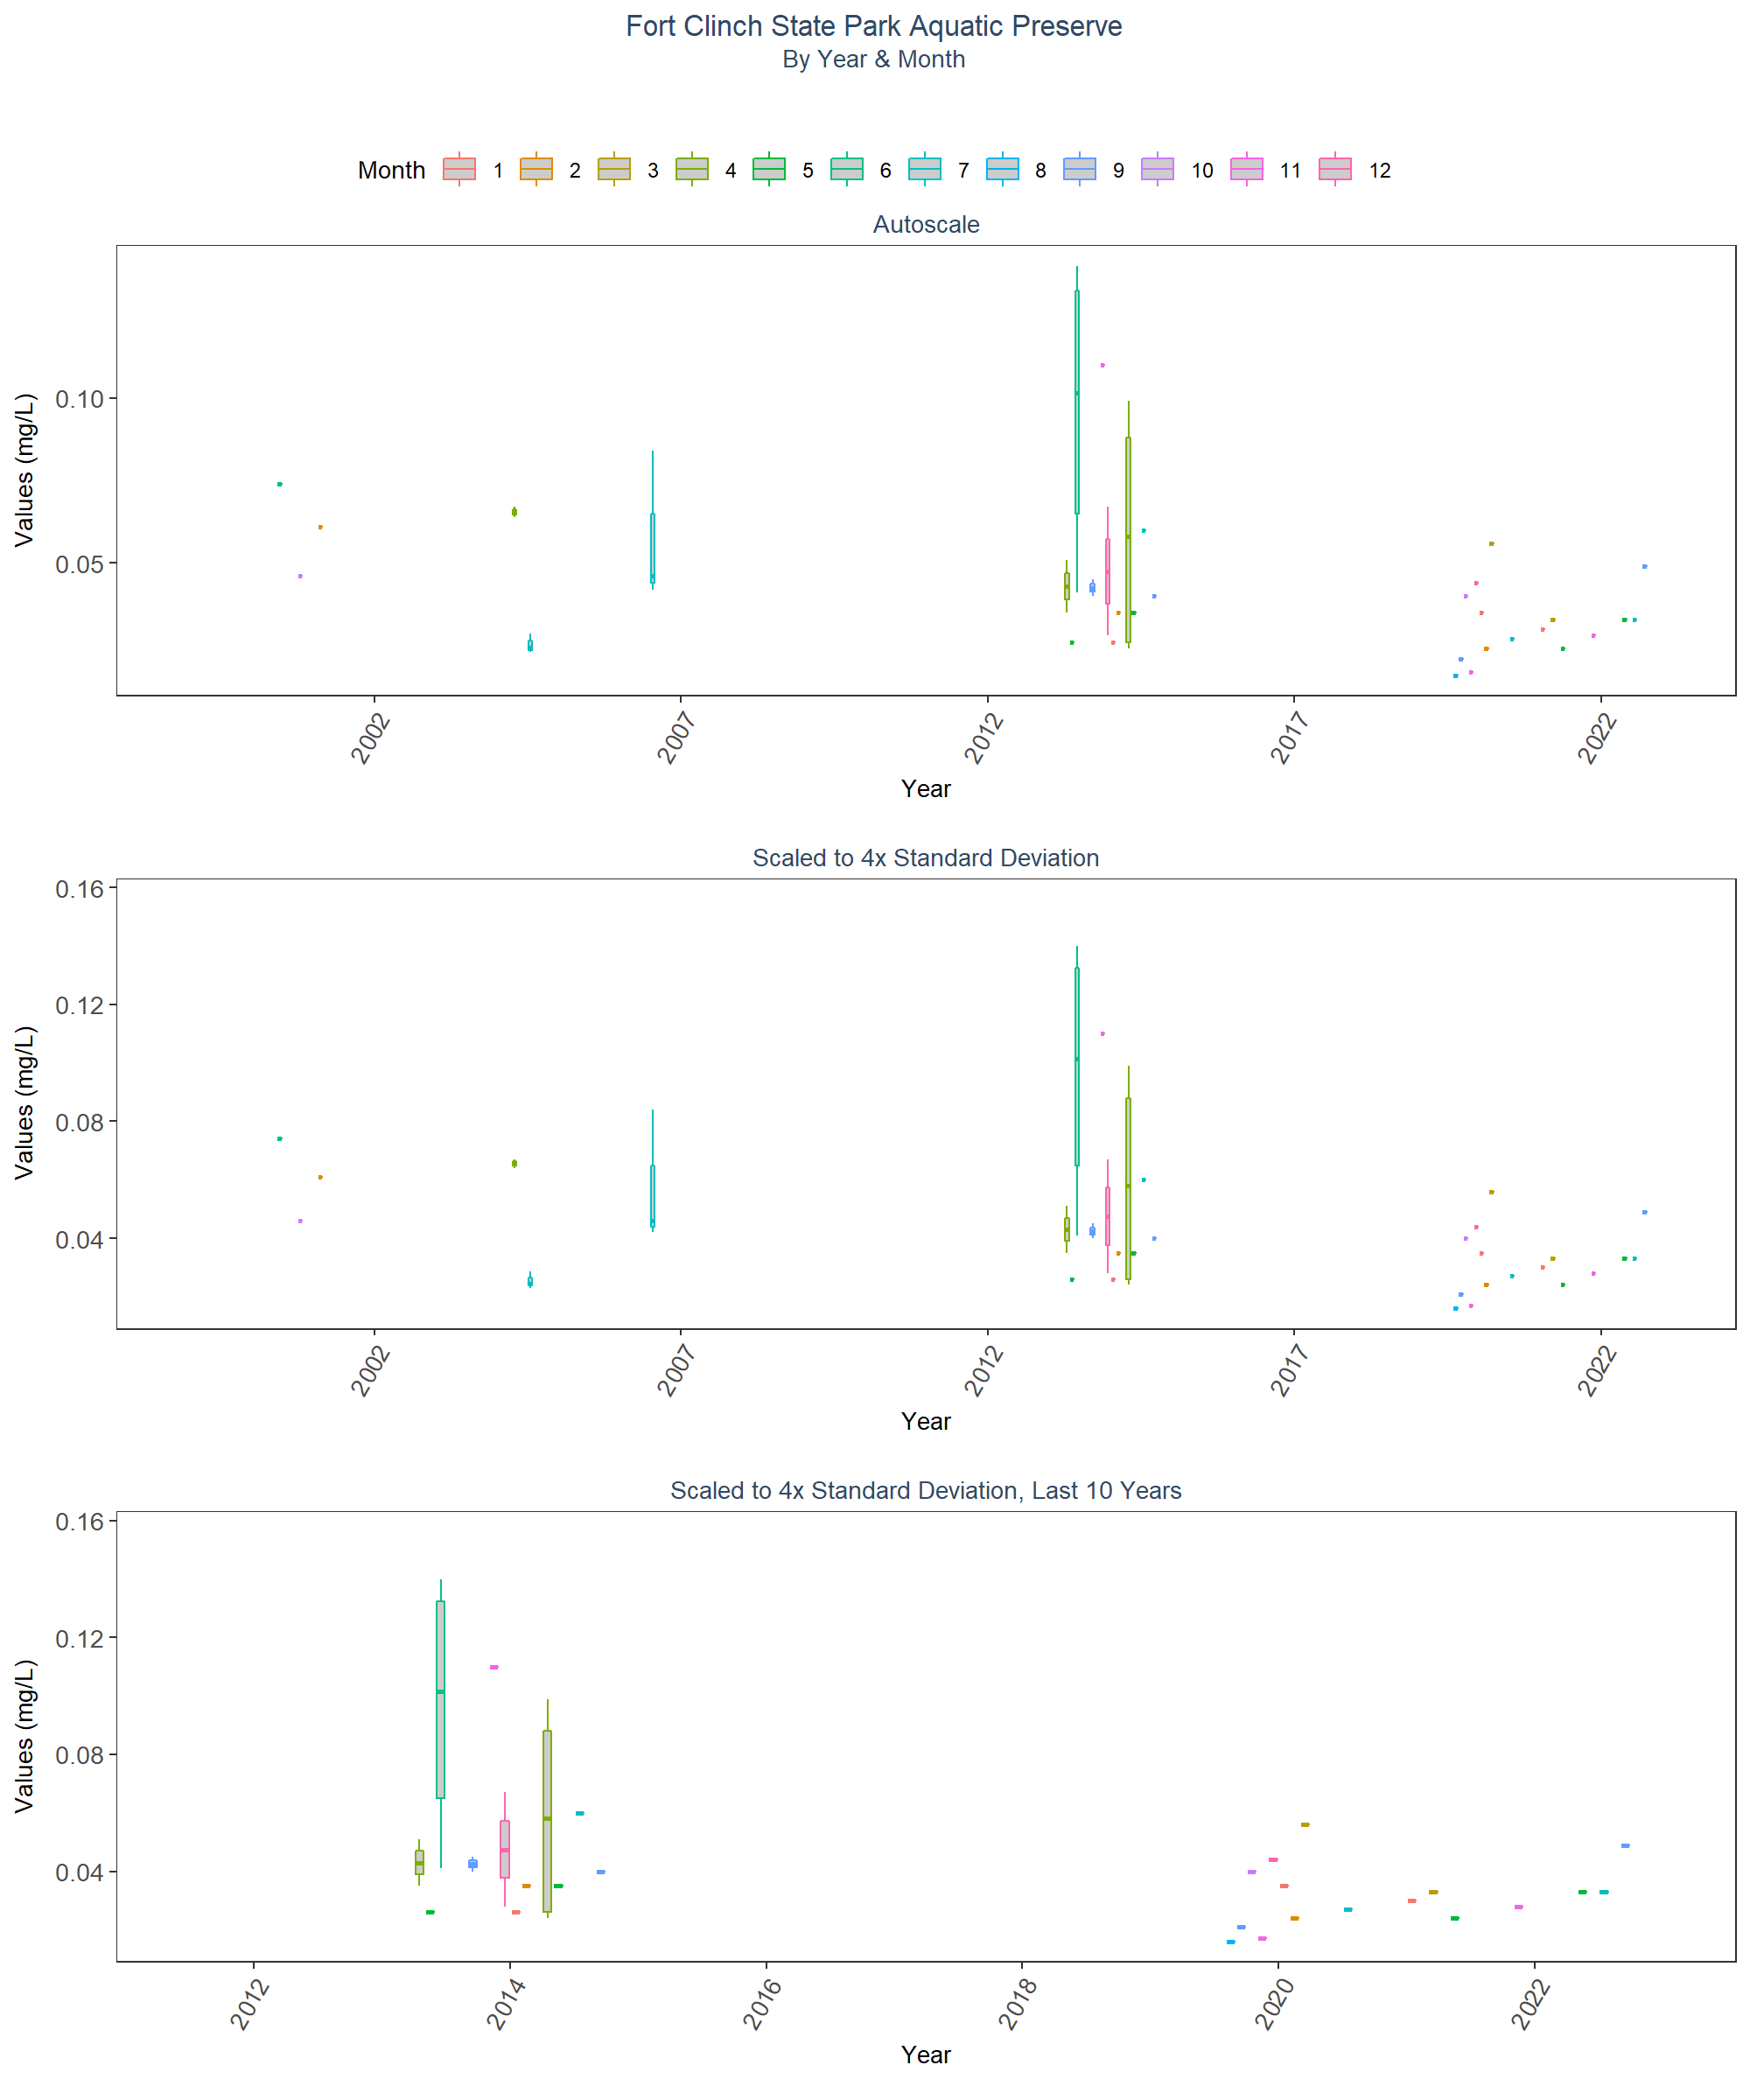 Fort Clinch State Park Aquatic Preserve
By Year & Month
Month 1 2 3 4 5 6 7 8 9 10 11 12
Autoscale
Values (mg/L)
0.10
0.05
2002 2007 2012 2017 2022
Year
Scaled to 4x Standard Deviation
Values (mg/L)
0.16
0.12
0.08
0.04
2002 2007 2012 2017 2022
Year
Scaled to 4x Standard Deviation, Last 10 Years
Values (mg/L)
0.16
0.12
0.08
0.04
2012 2014 2016 2018 2020 2022
Year